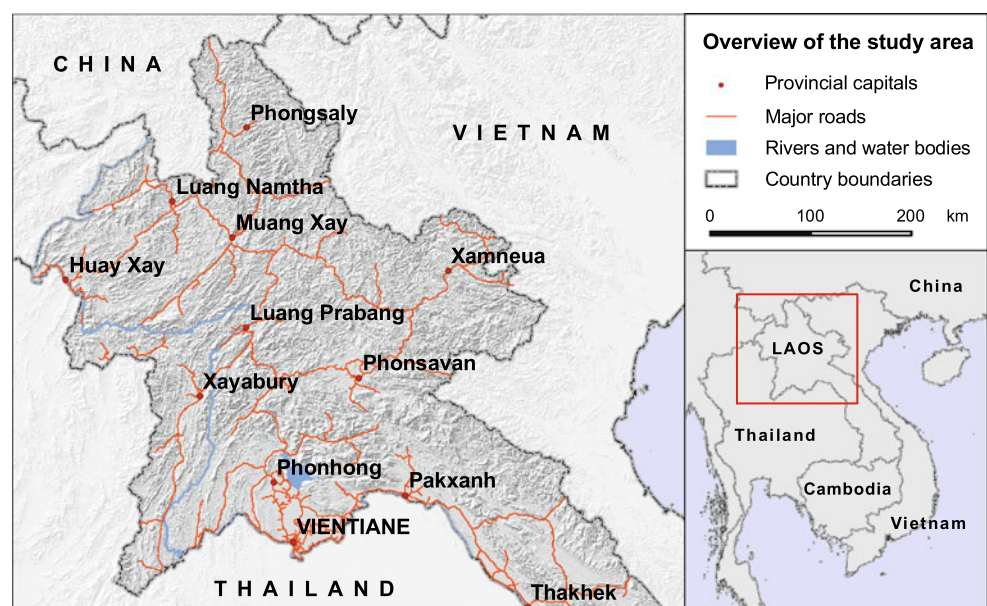 CHINA
Phongsaly
VIETNAM
Luang Namtha
Muang Xay
Xamneua
Huay Xay
Luang Prabang
Phonsavan
Xayabury
Phonhong
Pakxanh
VIENTIANE
THAILAND
Thakhek
Overview of the study area
Provincial capitals
Major roads
Rivers and water bodies
Country boundaries
0 100 200 km
China
LAOS
Thailand
Cambodia
Vietnam